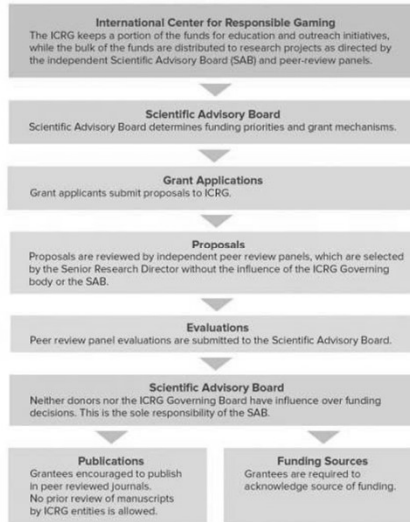 International Center for Responsible Gaming
The ICRG keeps a portion of the funds for education and outreach initiatives,
while the bulk of the funds are distributed to research projects as directed by
the independent Scientific Advisory Board (SAB) and peer-review panels.
Scientific Advisory Board
Scientific Advisory Board determines funding priorities and grant mechanisms.
Grant Applications
Grant applicants submit proposals to ICRG.
Proposals
Proposals are reviewed by independent peer review panels, which are selected
by the Senior Research Director without the influence of the ICRG Governing
body or the SAB.
Evaluations
Peer review panel evaluations are submitted to the Scientific Advisory Board.
Scientific Advisory Board
Neither donors nor the ICRG Governing Board have influence over funding
decisions. This is the sole responsibility of the SAB.
Publications
Grantees encouraged to publish
in peer reviewed journals.
No prior review of manuscripts
by ICRG entities is allowed.
Funding Sources
Grantees are required to
acknowledge source of funding.